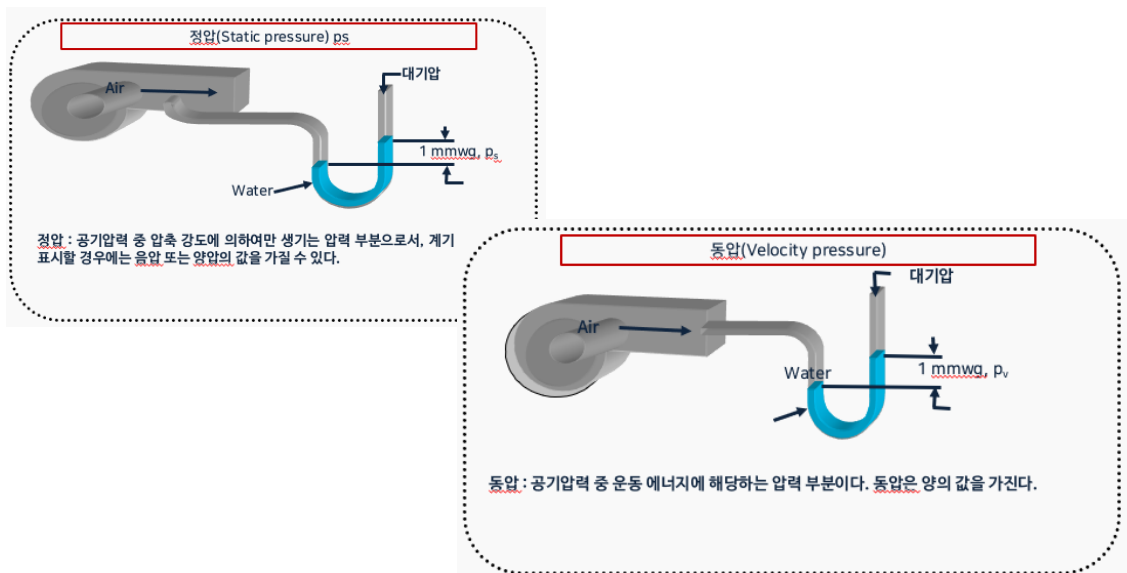 정압(Static pressure) ps
Air
대기압
1 mmwg, ps
Water
정압 : 공기압력 중 압축 강도에 의하여만 생기는 압력 부분으로서, 계기
표시할 경우에는 음압 또는 양압의 값을 가질 수 있다.
동압(Velocity pressure)
대기압
Air
Water
1 mmwg, pv
동압 : 공기압력 중 운동 에너지에 해당하는 압력 부분이다. 동압은 양의 값을 가진다.